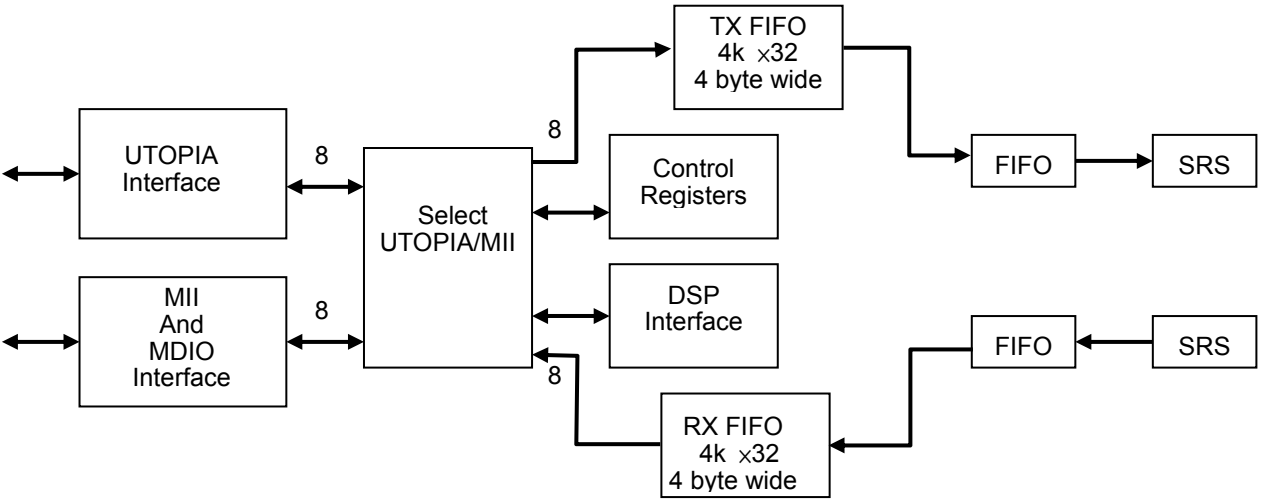 TX FIFO
4k ×32
4 byte wide
8
UTOPIA
Interface
8
Select
UTOPIA/MII
Control
Registers
FIFO
SRS
MII
And
MDIO
Interface
8
DSP
Interface
FIFO
SRS
8
RX FIFO
4k ×32
4 byte wide